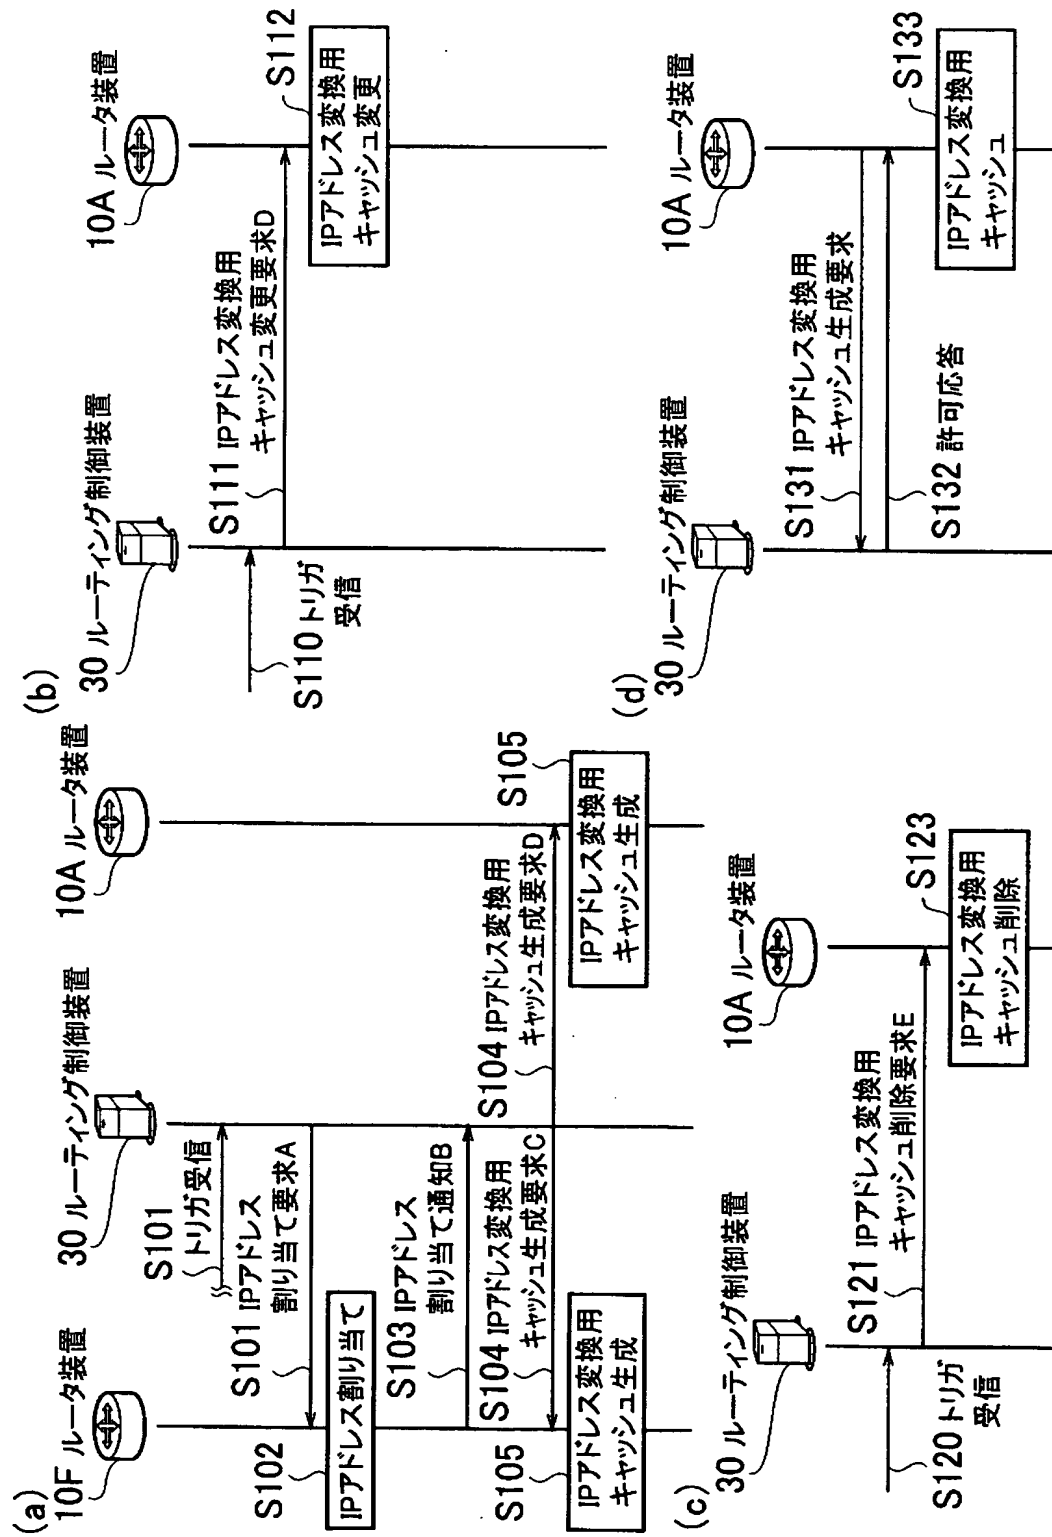 (a)
10F ルータ装置
30 ルーティング制御装置
10A ルータ装置
S101
トリガ受信
S101 IPアドレス
割り当て要求A
S102
IPアドレス割り当て
S103 IPアドレス
割り当て通知B
S104 IPアドレス変換用
キャッシュ生成要求C
S104 IPアドレス変換用
キャッシュ生成要求D
S105
IPアドレス変換用
キャッシュ生成
S105
IPアドレス変換用
キャッシュ生成
(b)
30 ルーティング制御装置
10A ルータ装置
S110 トリガ
受信
S111 IPアドレス変換用
キャッシュ変更要求D
S112
IPアドレス変換用
キャッシュ変更
(c)
30 ルーティング制御装置
10A ルータ装置
S120 トリガ
受信
S121 IPアドレス変換用
キャッシュ削除要求E
S123
IPアドレス変換用
キャッシュ削除
(d)
30 ルーティング制御装置
10A ルータ装置
S131 IPアドレス変換用
キャッシュ生成要求
S132 許可応答
S133
IPアドレス変換用
キャッシュ